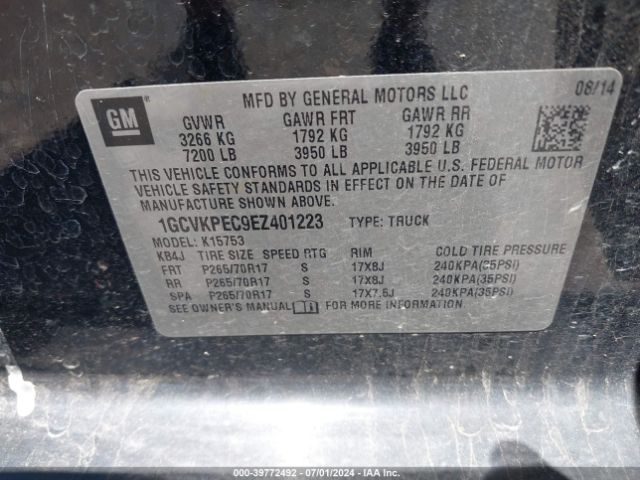 GM
MFD BY GENERAL MOTORS LLC 08/14
GVWR GAWR FRT GAWR RR
3266 KG 1792 KG 1792 KG
7200 LB 3950 LB 3950 LB
THIS VEHICLE CONFORMS TO ALL APPLICABLE U.S. FEDERAL MOTOR
VEHICLE SAFETY STANDARDS IN EFFECT ON THE DATE OF
MANUFACTURE SHOWN ABOVE.
1GCVKPEC9EZ401223 TYPE: TRUCK
MODEL: K15753
KB4J TIRE SIZE SPEED RTG RIM COLD TIRE PRESSURE
FRT P265/70R17 S 17X8J 240KPA(35PSI)
RR P265/70R17 S 17X8J 240KPA(35PSI)
SPA P265/70R17 S 17X7.5J 240KPA(35PSI)
SEE OWNER'S MANUAL FOR MORE INFORMATION.
000-39772492 - 07/01/2024 - IAA Inc.